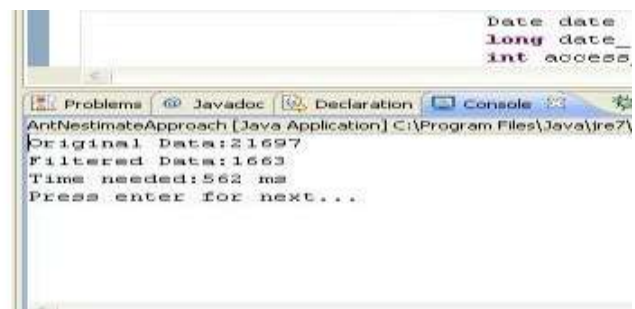 Date date
long date_
int access
Problems @ Javadoc Declaration Console
AntNestimateApproach [Java Application] C:\Program Files\Java\jre7\
Original Data:21697
Filtered Data:1663
Time needed:562 ms
Press enter for next...